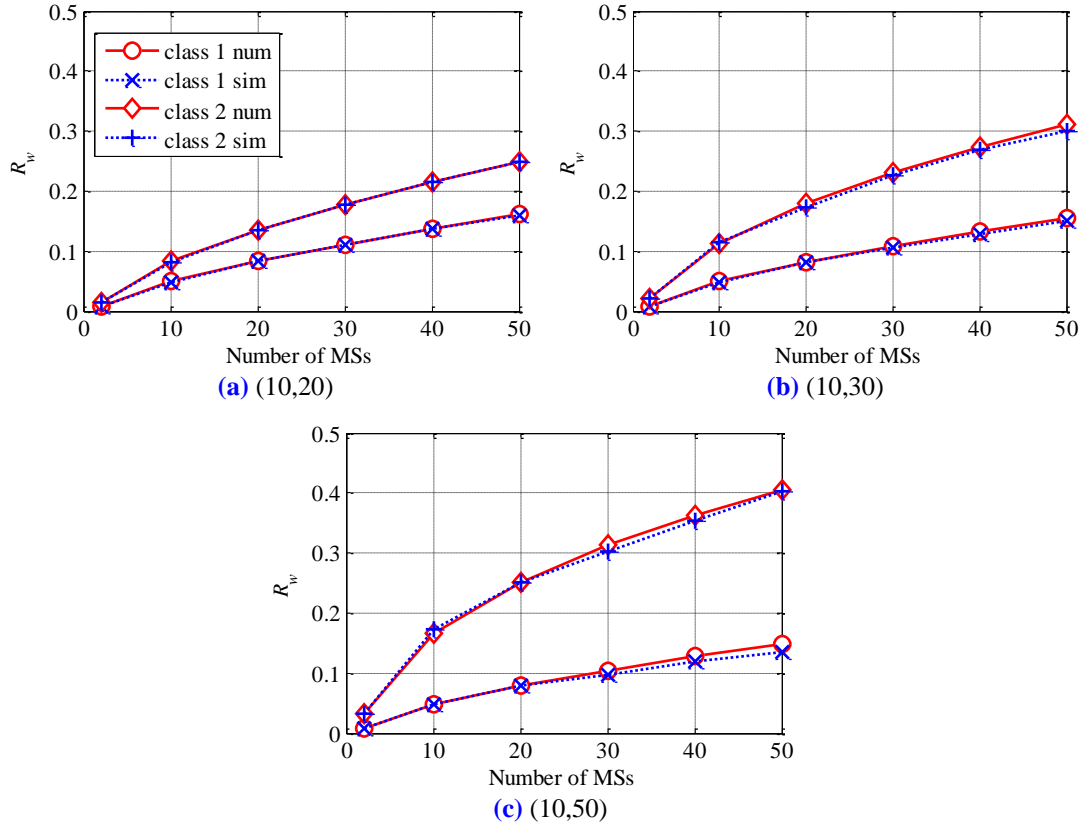 0.5
0.4
0.3
0.2
0.1
0
R_w
class 1 num
class 1 sim
class 2 num
class 2 sim
0 10 20 30 40 50
Number of MSs
(a) (10,20)
0.5
0.4
0.3
0.2
0.1
0
R_w
0 10 20 30 40 50
Number of MSs
(b) (10,30)
0.5
0.4
0.3
0.2
0.1
0
R_w
0 10 20 30 40 50
Number of MSs
(c) (10,50)